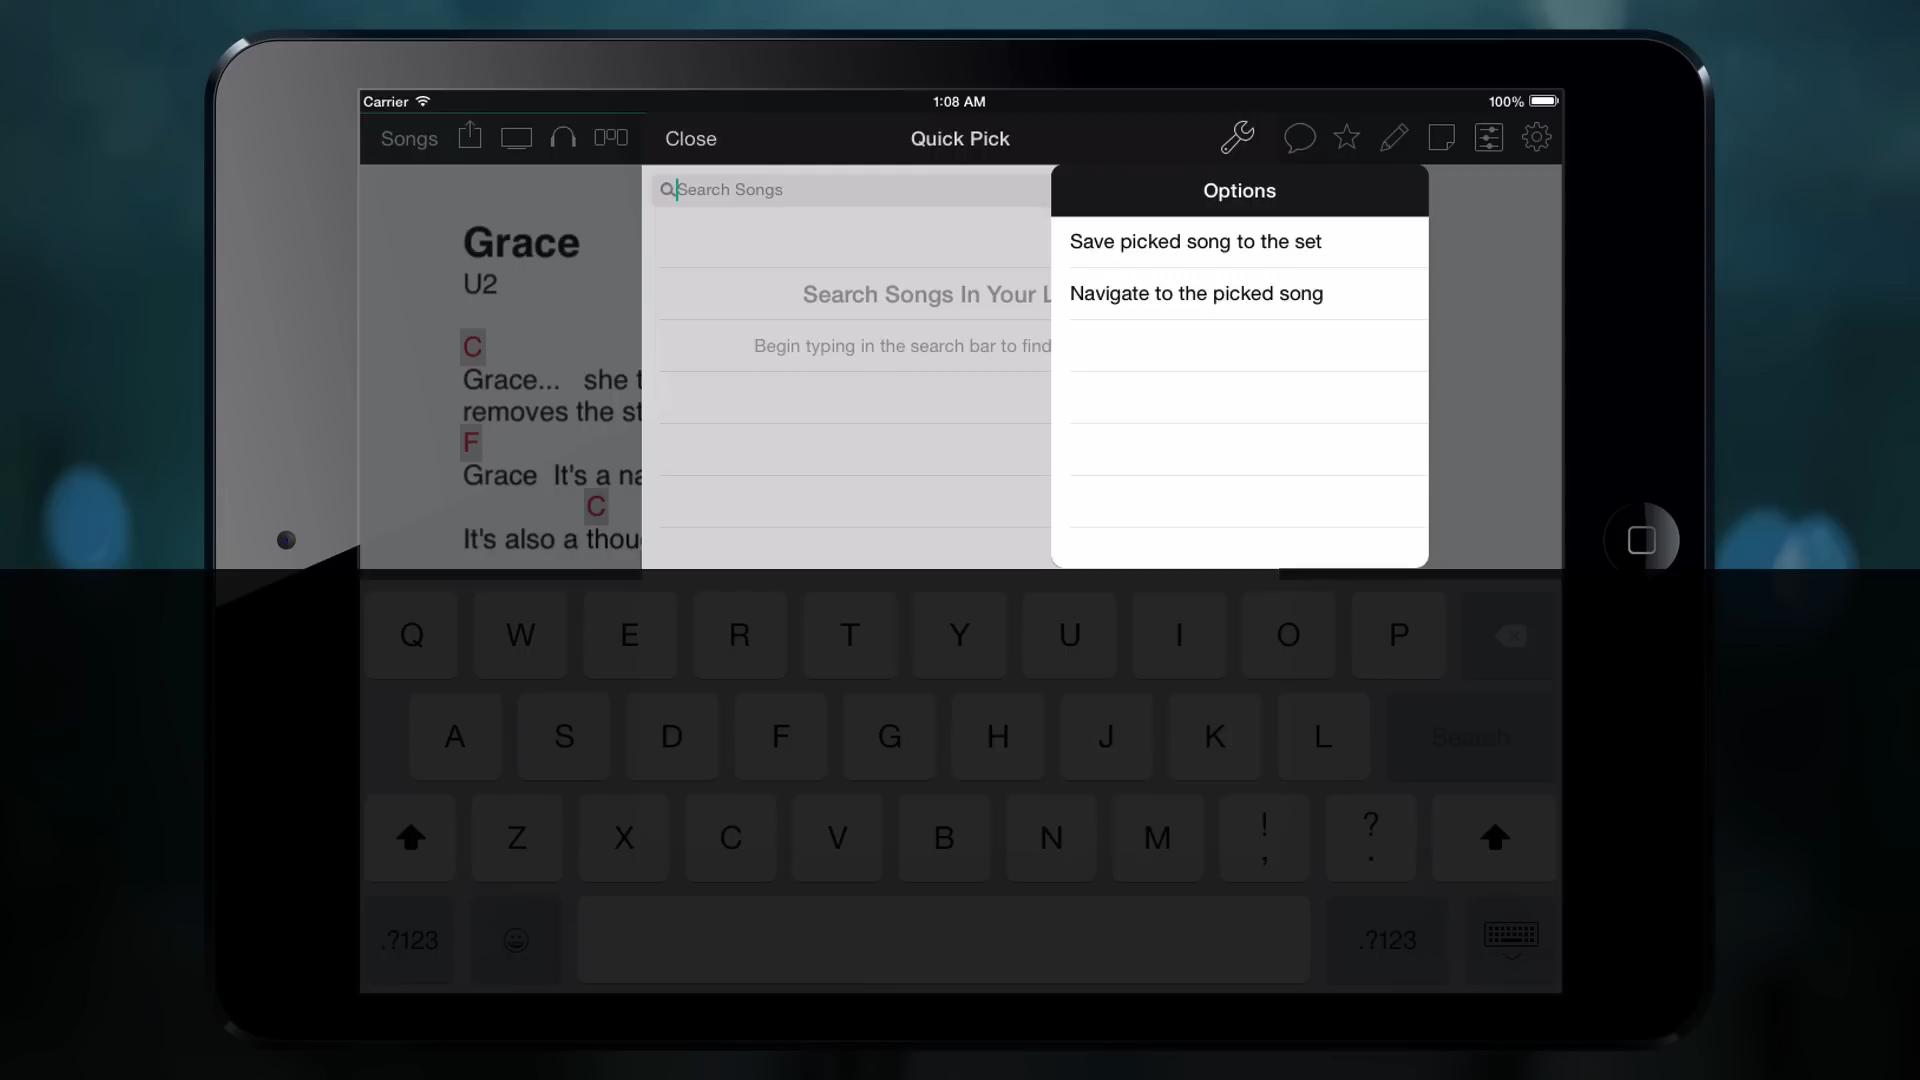 Carrier
1:08 AM
100%
Songs
Close
Quick Pick
Search Songs
Options
Save picked song to the set
Navigate to the picked song
Search Songs In Your L
Begin typing in the search bar to find
Grace
U2
C
Grace... she t
removes the st
F
Grace It's a na
C
It's also a thou
Q W E R T Y U I O P
A S D F G H J K L Search
Z X C V B N M ! , ? .
.?123 .?123